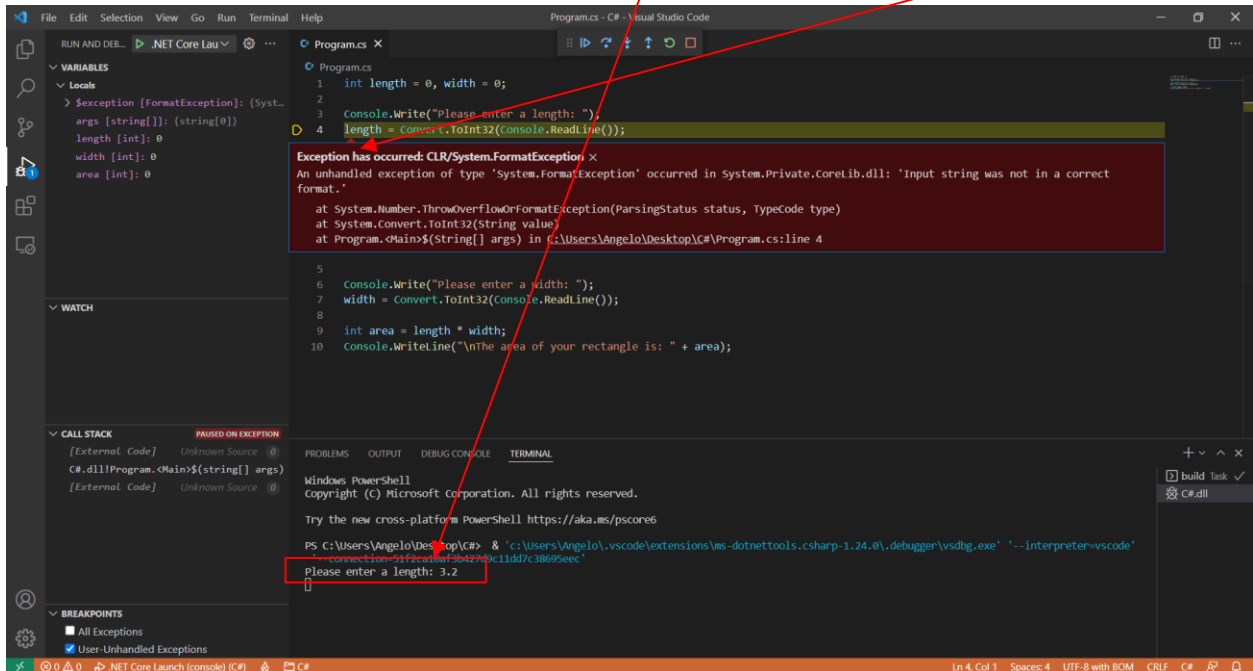 File Edit Selection View Go Run Terminal Help Program.cs - C# - Visual Studio Code
RUN AND DEB... .NET Core Lau
Program.cs
VARIABLES
Locals
$exception [FormatException]: {Syst...
args [string[]]: {string[0]}
length [int]: 0
width [int]: 0
area [int]: 0
WATCH
CALL STACK PAUSED ON EXCEPTION
[External Code] Unknown Source 0
C#.dll!Program.<Main>$(string[] args)
[External Code] Unknown Source 0
BREAKPOINTS
All Exceptions
User-Unhandled Exceptions
Program.cs
1 int length = 0, width = 0;
2
3 Console.Write("Please enter a length: ");
4 length = Convert.ToInt32(Console.ReadLine());
Exception has occurred: CLR/System.FormatException ×
An unhandled exception of type 'System.FormatException' occurred in System.Private.CoreLib.dll: 'Input string was not in a correct
format.'
at System.Number.ThrowOverflowOrFormatException(ParsingStatus status, TypeCode type)
at System.Convert.ToInt32(String value)
at Program.<Main>$(String[] args) in C:\Users\Angelo\Desktop\C#\Program.cs:line 4
5
6 Console.Write("Please enter a width: ");
7 width = Convert.ToInt32(Console.ReadLine());
8
9 int area = length * width;
10 Console.WriteLine("\nThe area of your rectangle is: " + area);
PROBLEMS OUTPUT DEBUG CONSOLE TERMINAL
Windows PowerShell
Copyright (C) Microsoft Corporation. All rights reserved.
Try the new cross-platform PowerShell https://aka.ms/pscore6
PS C:\Users\Angelo\Desktop\C#> & 'c:\Users\Angelo\.vscode\extensions\ms-dotnettools.csharp-1.24.0\.debugger\vsdbg.exe' '--interpreter=vscode'
Please enter a length: 3.2
build Task
C#.dll
0 0 .NET Core Launch (console) (C#) C# Ln 4, Col 1 Spaces: 4 UTF-8 with BOM CRLF C#